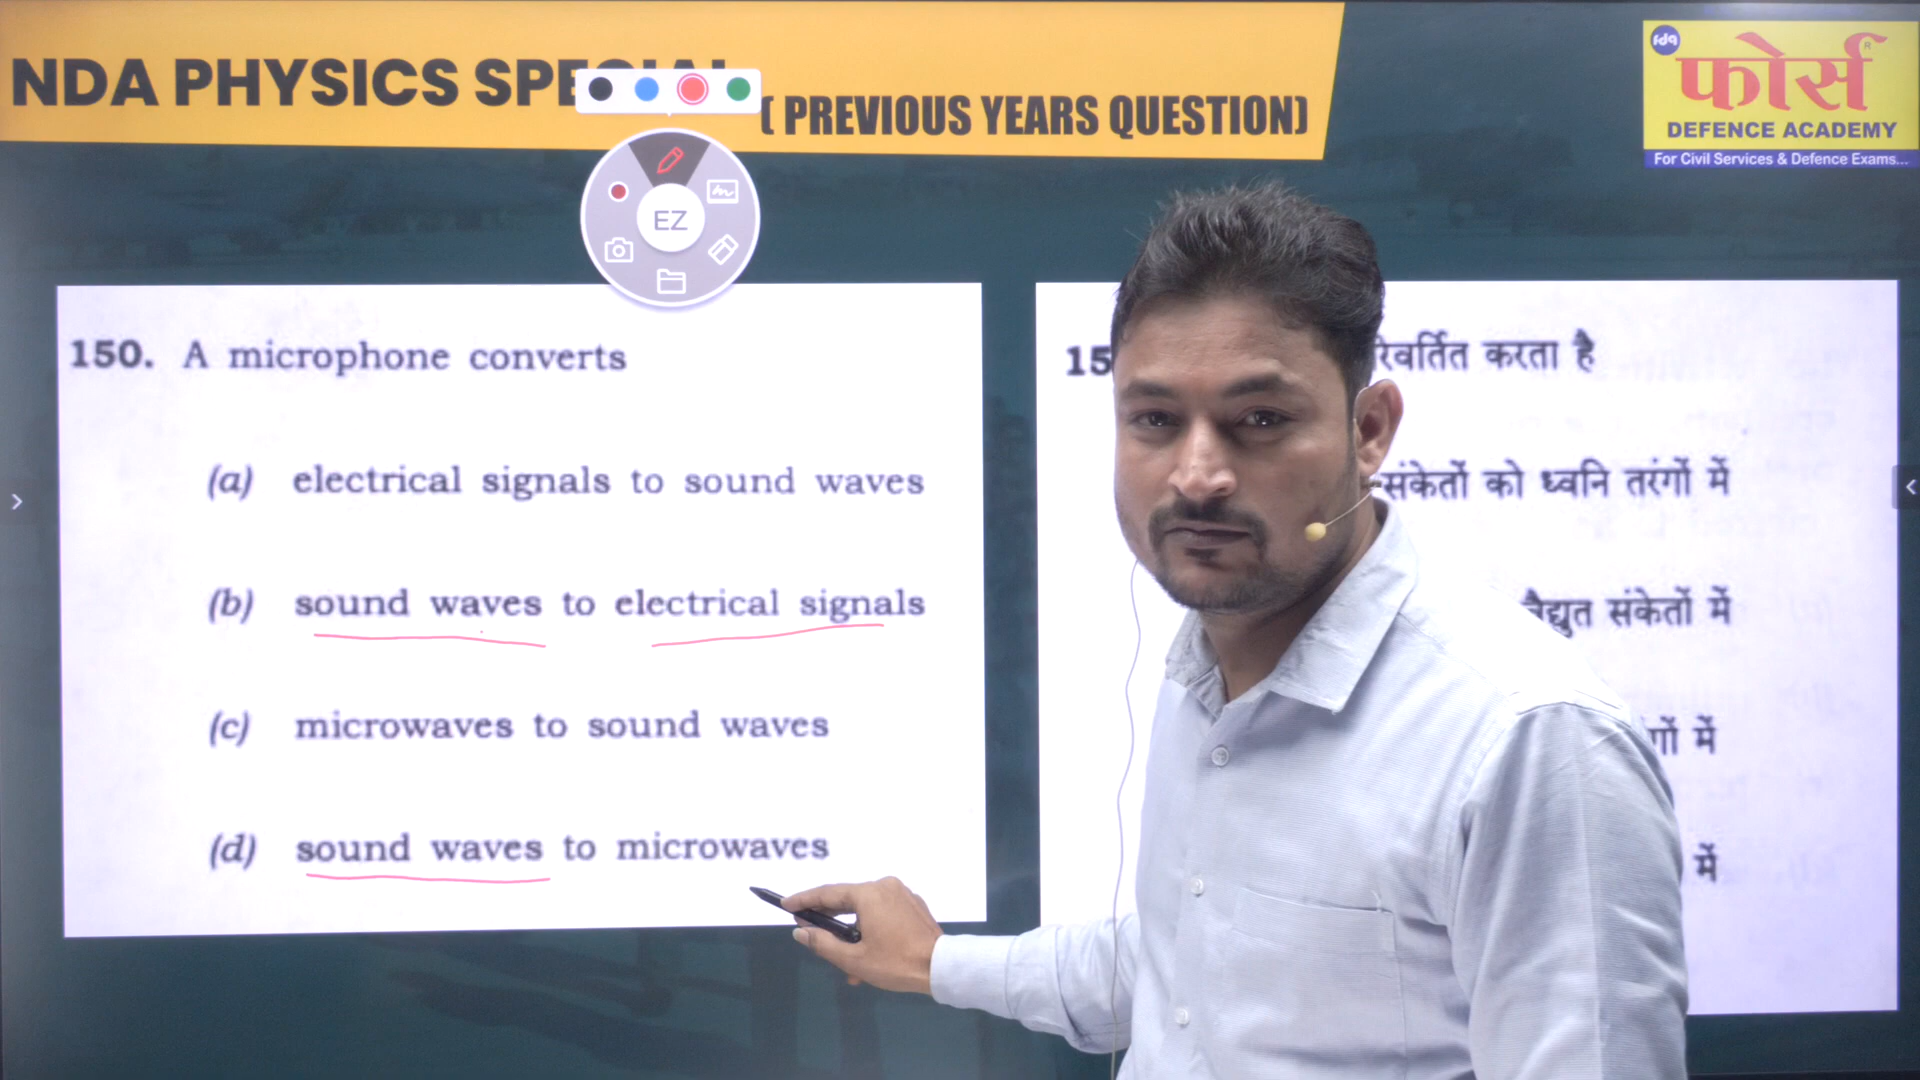 NDA PHYSICS SPECIAL
( PREVIOUS YEARS QUESTION)
fda
फोर्स
®
DEFENCE ACADEMY
For Civil Services & Defence Exams...
EZ
150. A microphone converts
(a) electrical signals to sound waves
(b) sound waves to electrical signals
(c) microwaves to sound waves
(d) sound waves to microwaves
15
रिवर्तित करता है
संकेतों को ध्वनि तरंगों में
वैद्युत संकेतों में
गों में
में